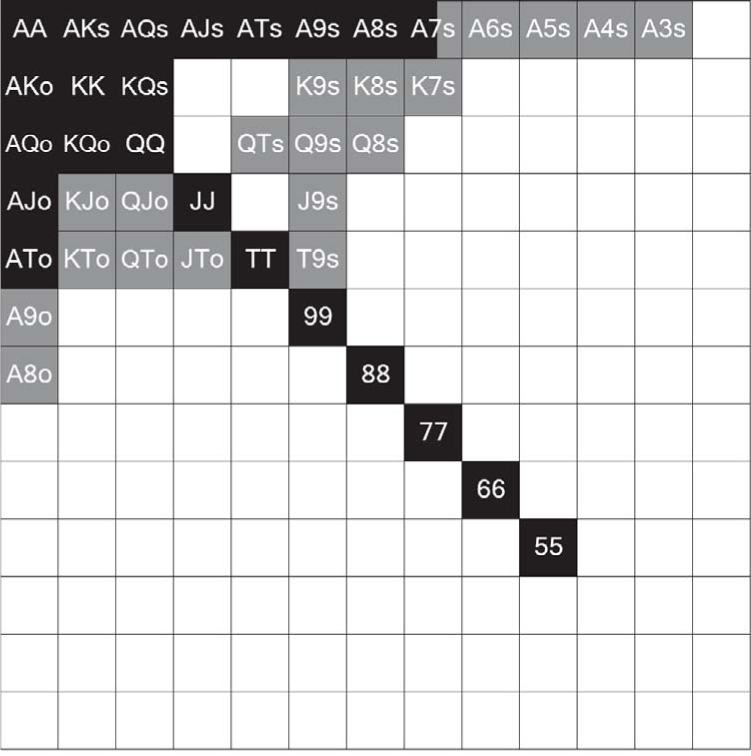 AA AKs AQs AJs ATs A9s A8s A7s A6s A5s A4s A3s
AKo KK KQs K9s K8s K7s
AQo KQo QQ QTs Q9s Q8s
AJo KJo QJo JJ J9s
ATo KTo QTo JTo TT T9s
A9o 99
A8o 88
77
66
55